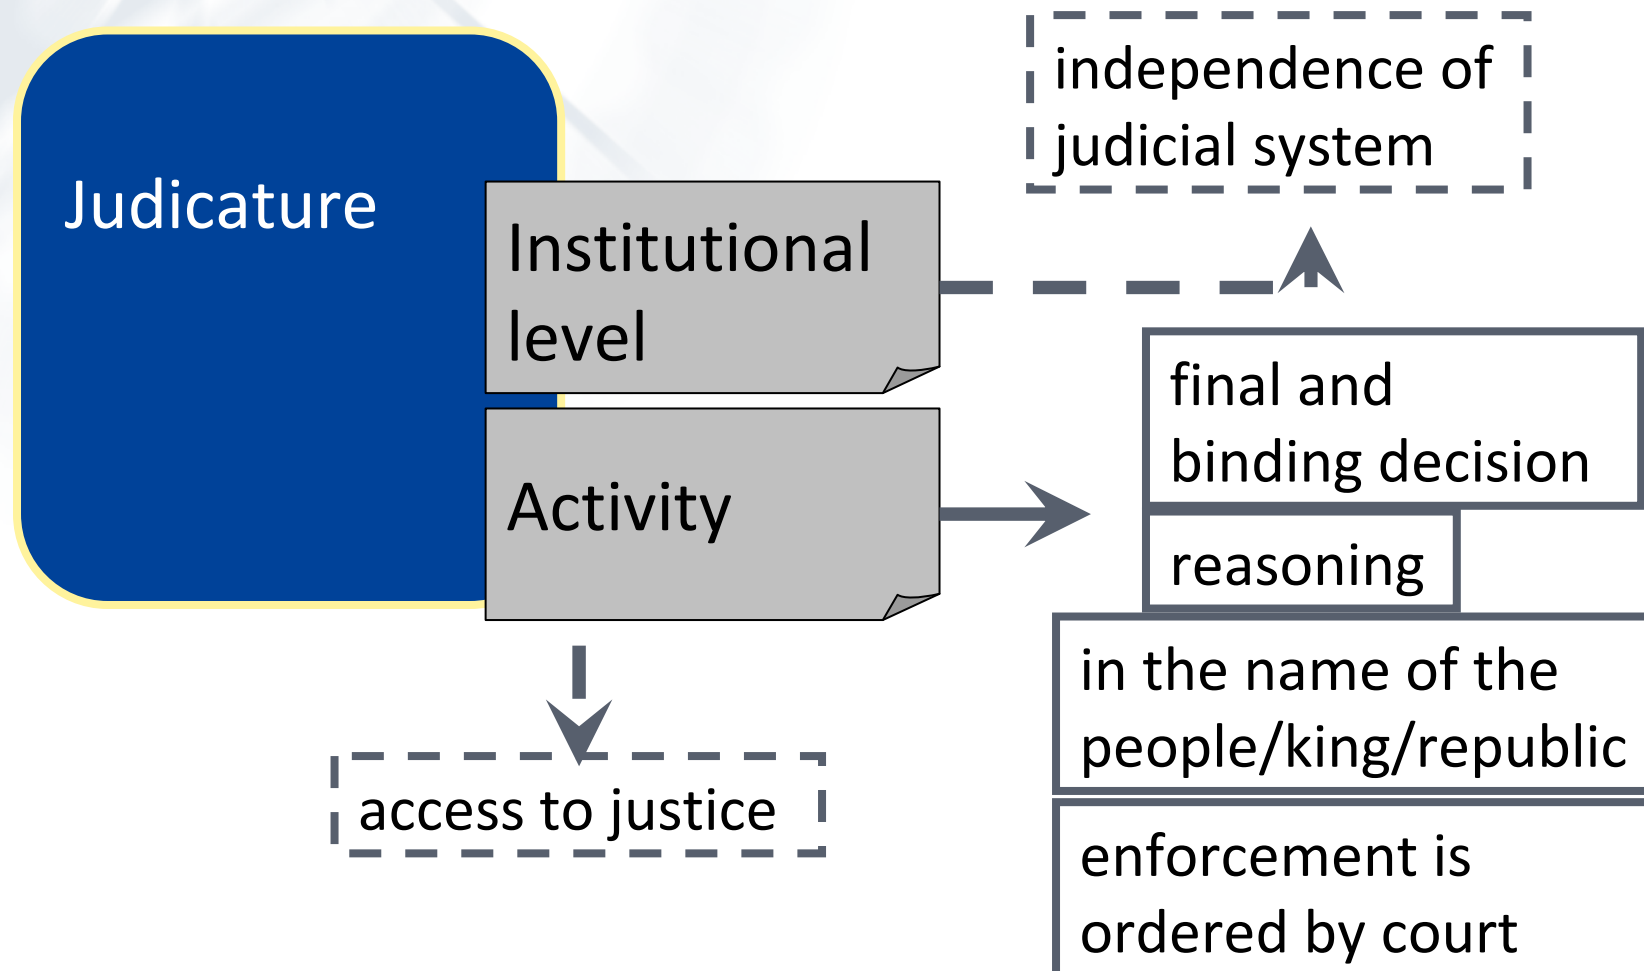 Judicature
Institutional
level
Activity
independence of
judicial system
final and
binding decision
reasoning
in the name of the
people/king/republic
enforcement is
ordered by court
access to justice